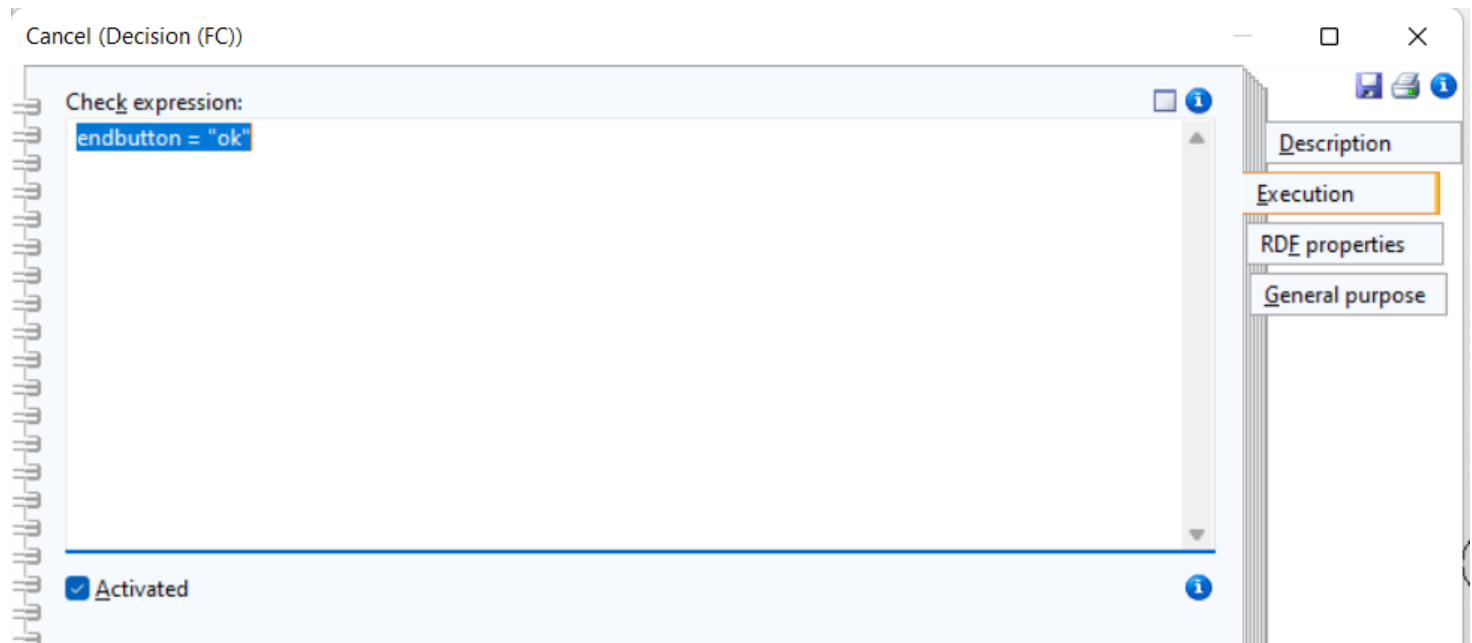 Cancel (Decision (FC))
Check expression:
endbutton = "ok"
Activated
Description
Execution
RDF properties
General purpose